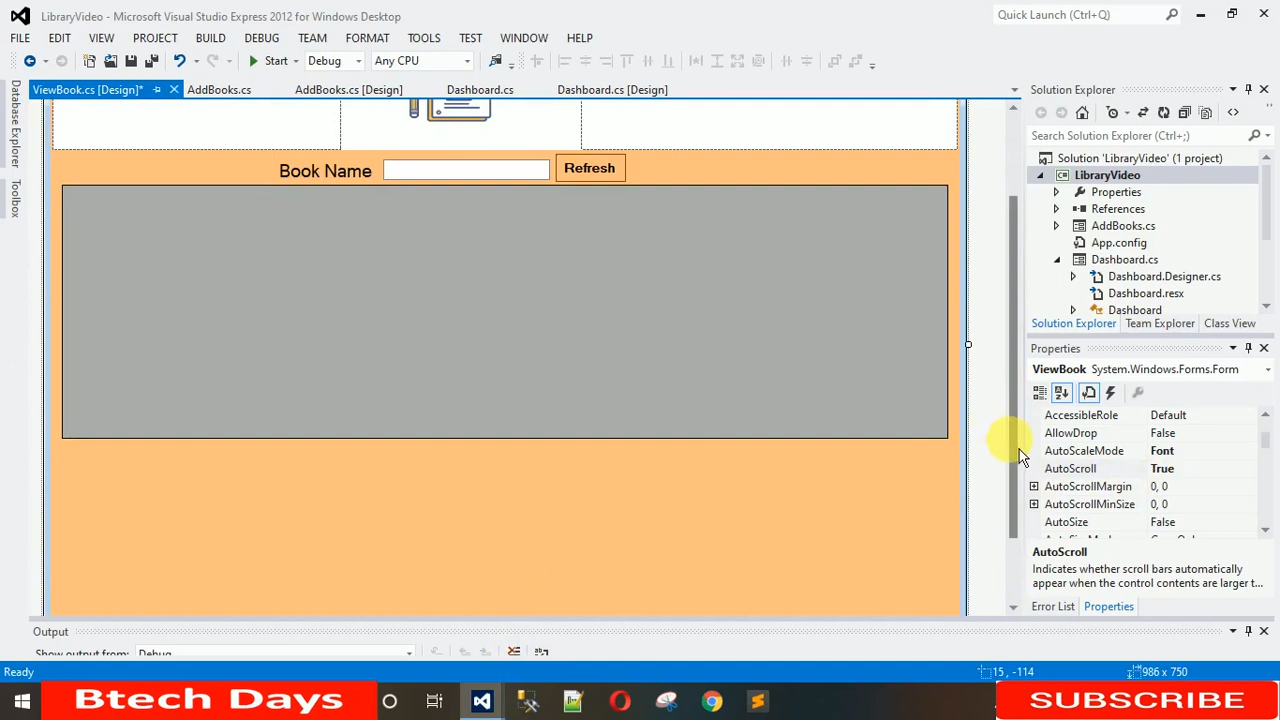 LibraryVideo - Microsoft Visual Studio Express 2012 for Windows Desktop
Quick Launch (Ctrl+Q)
FILE EDIT VIEW PROJECT BUILD DEBUG TEAM FORMAT TOOLS TEST WINDOW HELP
Start Debug Any CPU
Database Explorer
Toolbox
ViewBook.cs [Design]* AddBooks.cs AddBooks.cs [Design] Dashboard.cs Dashboard.cs [Design]
Book Name Refresh
Solution Explorer
Search Solution Explorer (Ctrl+;)
Solution 'LibraryVideo' (1 project)
LibraryVideo
Properties
References
AddBooks.cs
App.config
Dashboard.cs
Dashboard.Designer.cs
Dashboard.resx
Dashboard
Solution Explorer Team Explorer Class View
Properties
ViewBook System.Windows.Forms.Form
AccessibleRole Default
AllowDrop False
AutoScaleMode Font
AutoScroll True
AutoScrollMargin 0, 0
AutoScrollMinSize 0, 0
AutoSize False
AutoScroll
Indicates whether scroll bars automatically
appear when the control contents are larger t...
Error List Properties
Output
Show output from: Debug
Ready 15 , -114 986 x 750
Btech Days
SUBSCRIBE